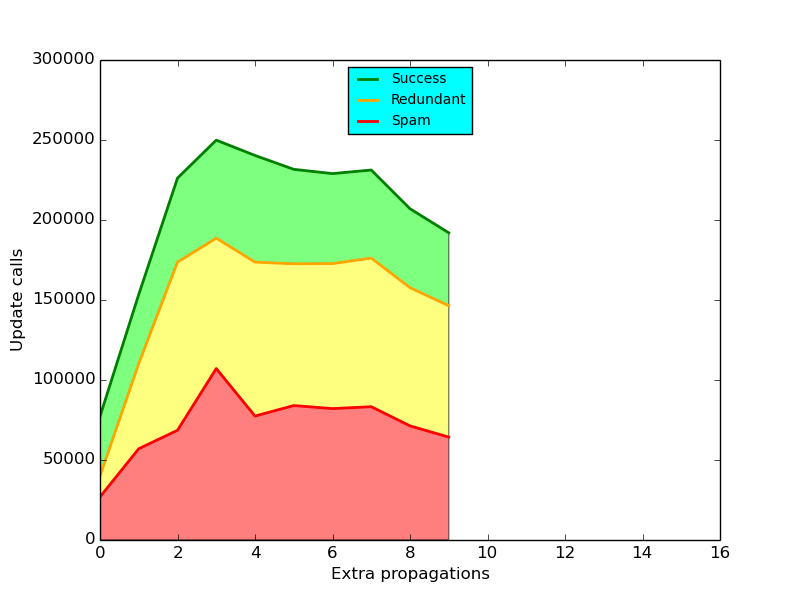 300000
250000
200000
150000
100000
50000
0
Update calls
Success
Redundant
Spam
0 2 4 6 8 10 12 14 16
Extra propagations